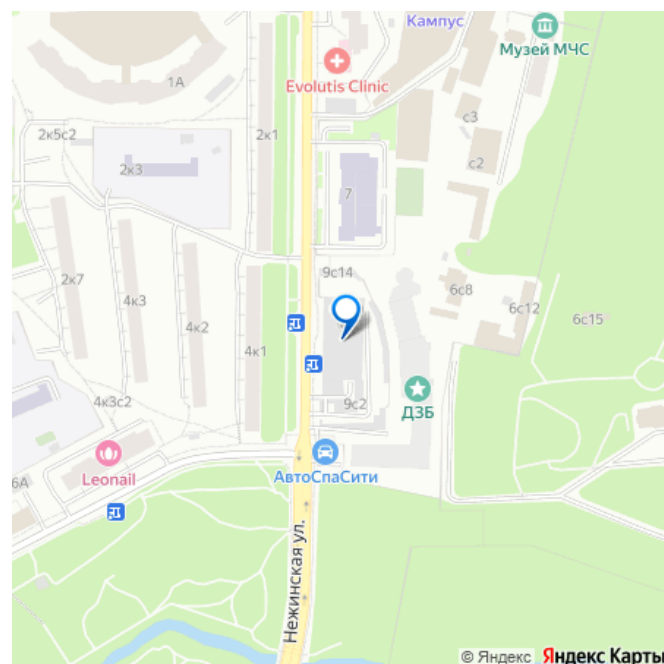 Кампус
Музей МЧС
1А
Evolutis Clinic
2к5с2
2к1
с3
2к3
с2
7
9с14
2к7
6с8
4к3
6с12
4к2
6с15
4к1
4к3с2
9с2
ДЗБ
Leonail
АвтоСпаСити
6А
Нежинская ул.
© Яндекс Яндекс Карты